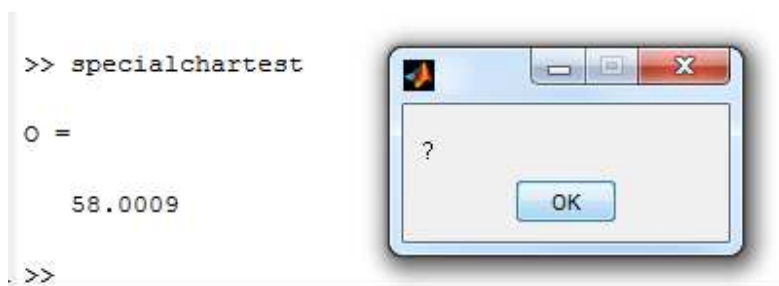 >> specialchartest
O =
58.0009
>>
?
OK